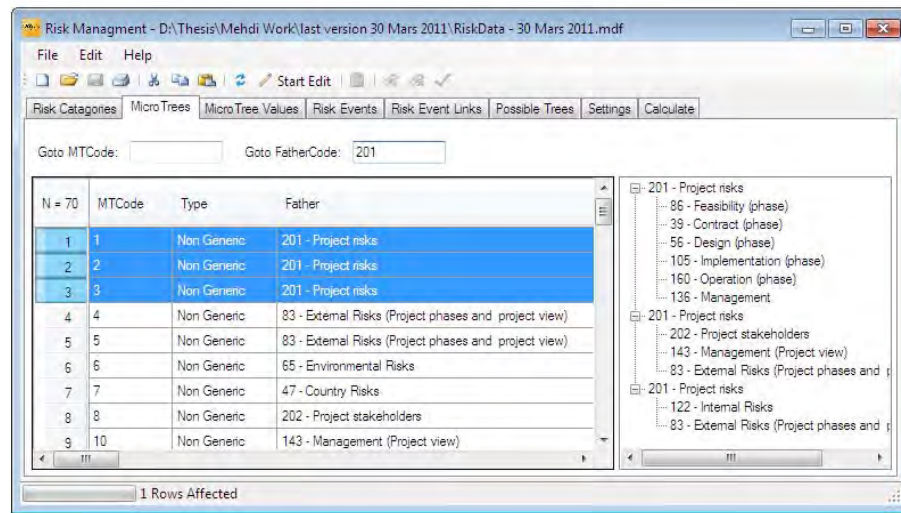 Risk Managment - D:\Thesis\Mehdi Work\last version 30 Mars 2011\RiskData - 30 Mars 2011.mdf
File Edit Help
Start Edit
Risk Catagories MicroTrees MicroTree Values Risk Events Risk Event Links Possible Trees Settings Calculate
Goto MTCode: Goto FatherCode: 201
N = 70 MTCode Type Father
1 1 Non Generic 201 - Project risks
2 2 Non Generic 201 - Project risks
3 3 Non Generic 201 - Project risks
4 4 Non Generic 83 - External Risks (Project phases and project view)
5 5 Non Generic 83 - External Risks (Project phases and project view)
6 6 Non Generic 65 - Environmental Risks
7 7 Non Generic 47 - Country Risks
8 8 Non Generic 202 - Project stakeholders
9 10 Non Generic 143 - Management (Project view)
201 - Project risks
86 - Feasibility (phase)
39 - Contract (phase)
56 - Design (phase)
105 - Implementation (phase)
160 - Operation (phase)
136 - Management
201 - Project risks
202 - Project stakeholders
143 - Management (Project view)
83 - External Risks (Project phases and p
201 - Project risks
122 - Internal Risks
83 - External Risks (Project phases and p
1 Rows Affected